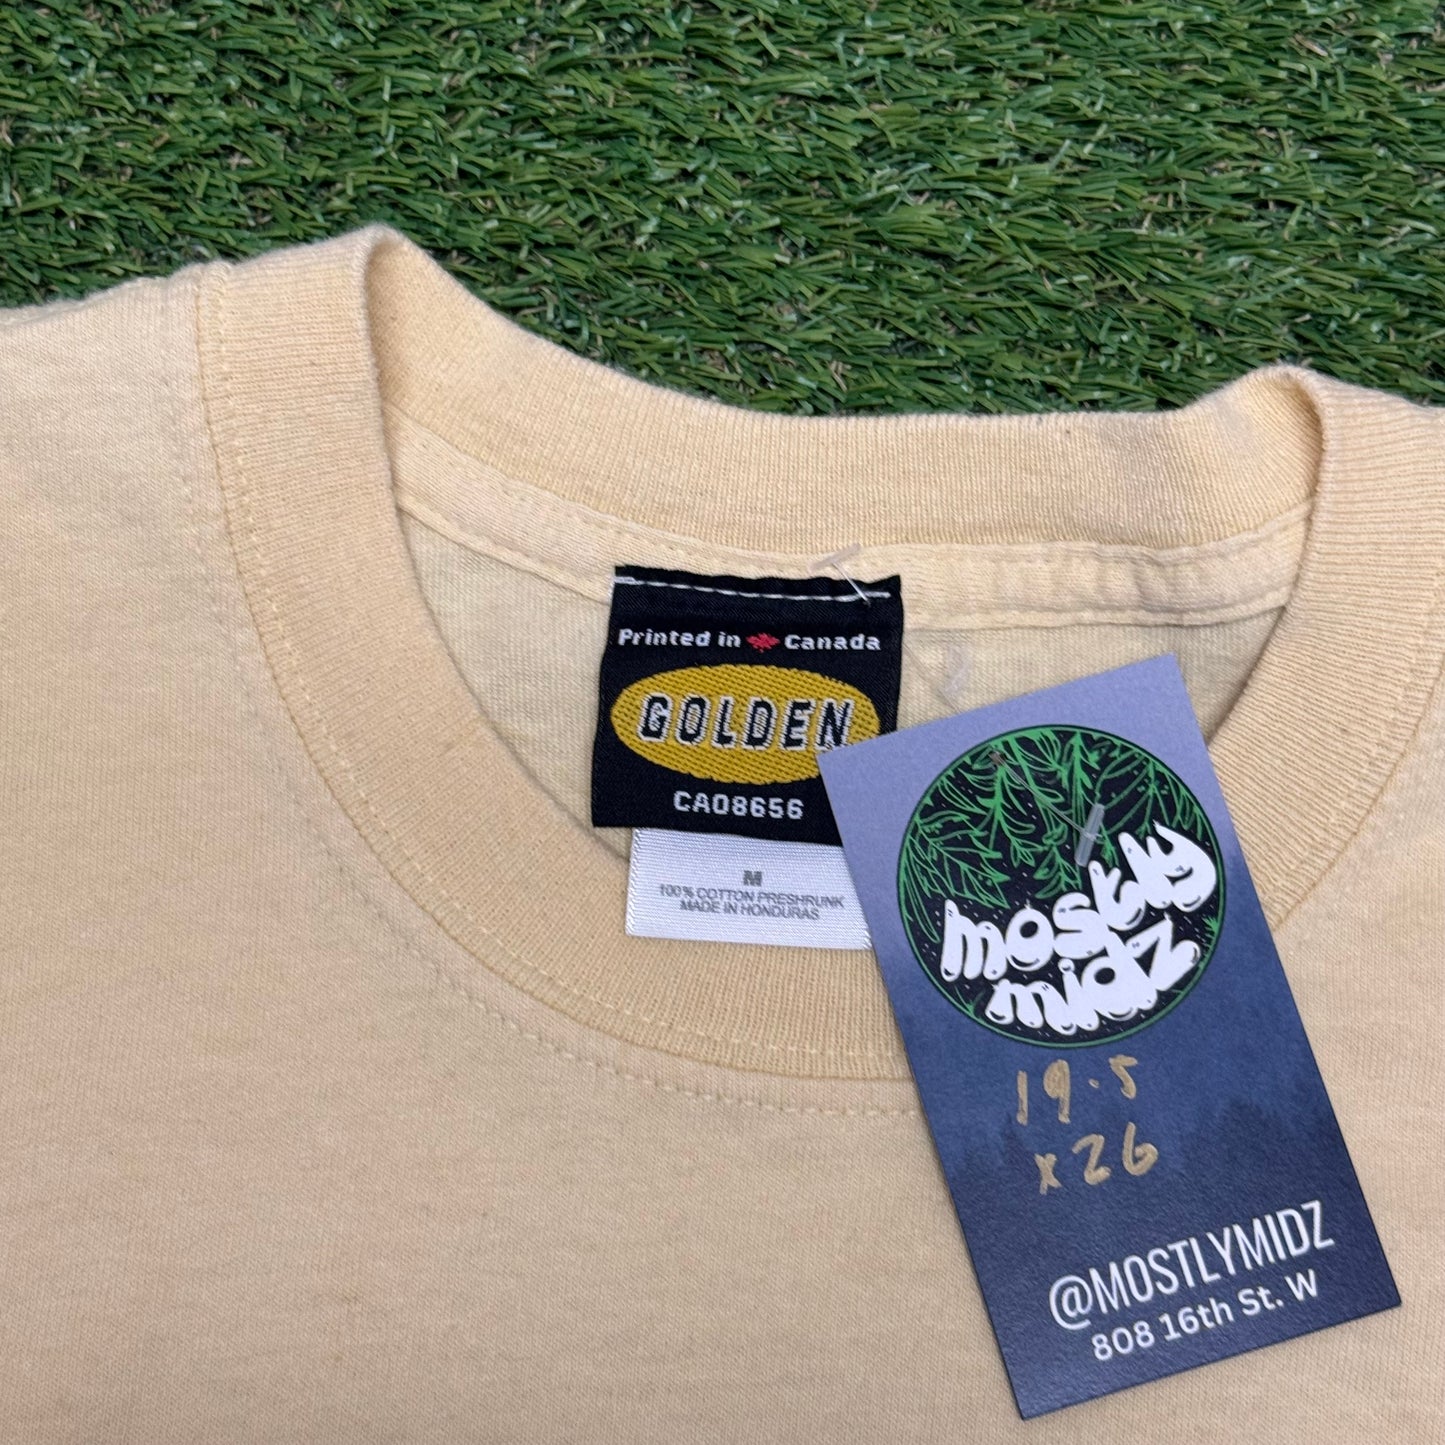 Printed in Canada
GOLDEN
CA08656
M
100% COTTON PRESHRUNK
MADE IN HONDURAS
mostly
midz
19.5
x26
@MOSTLYMIDZ
808 16th St. W